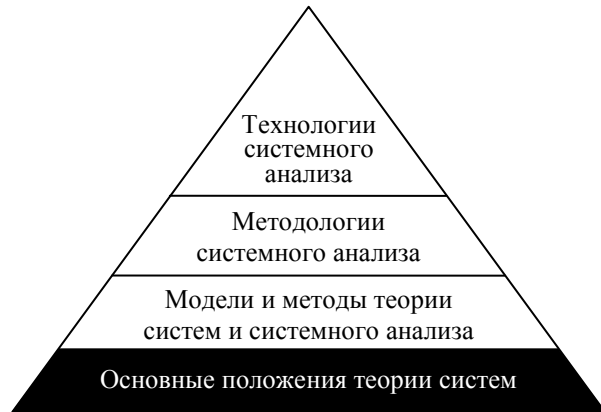 Технологии
системного
анализа
Методологии
системного анализа
Модели и методы теории
систем и системного анализа
Основные положения теории систем